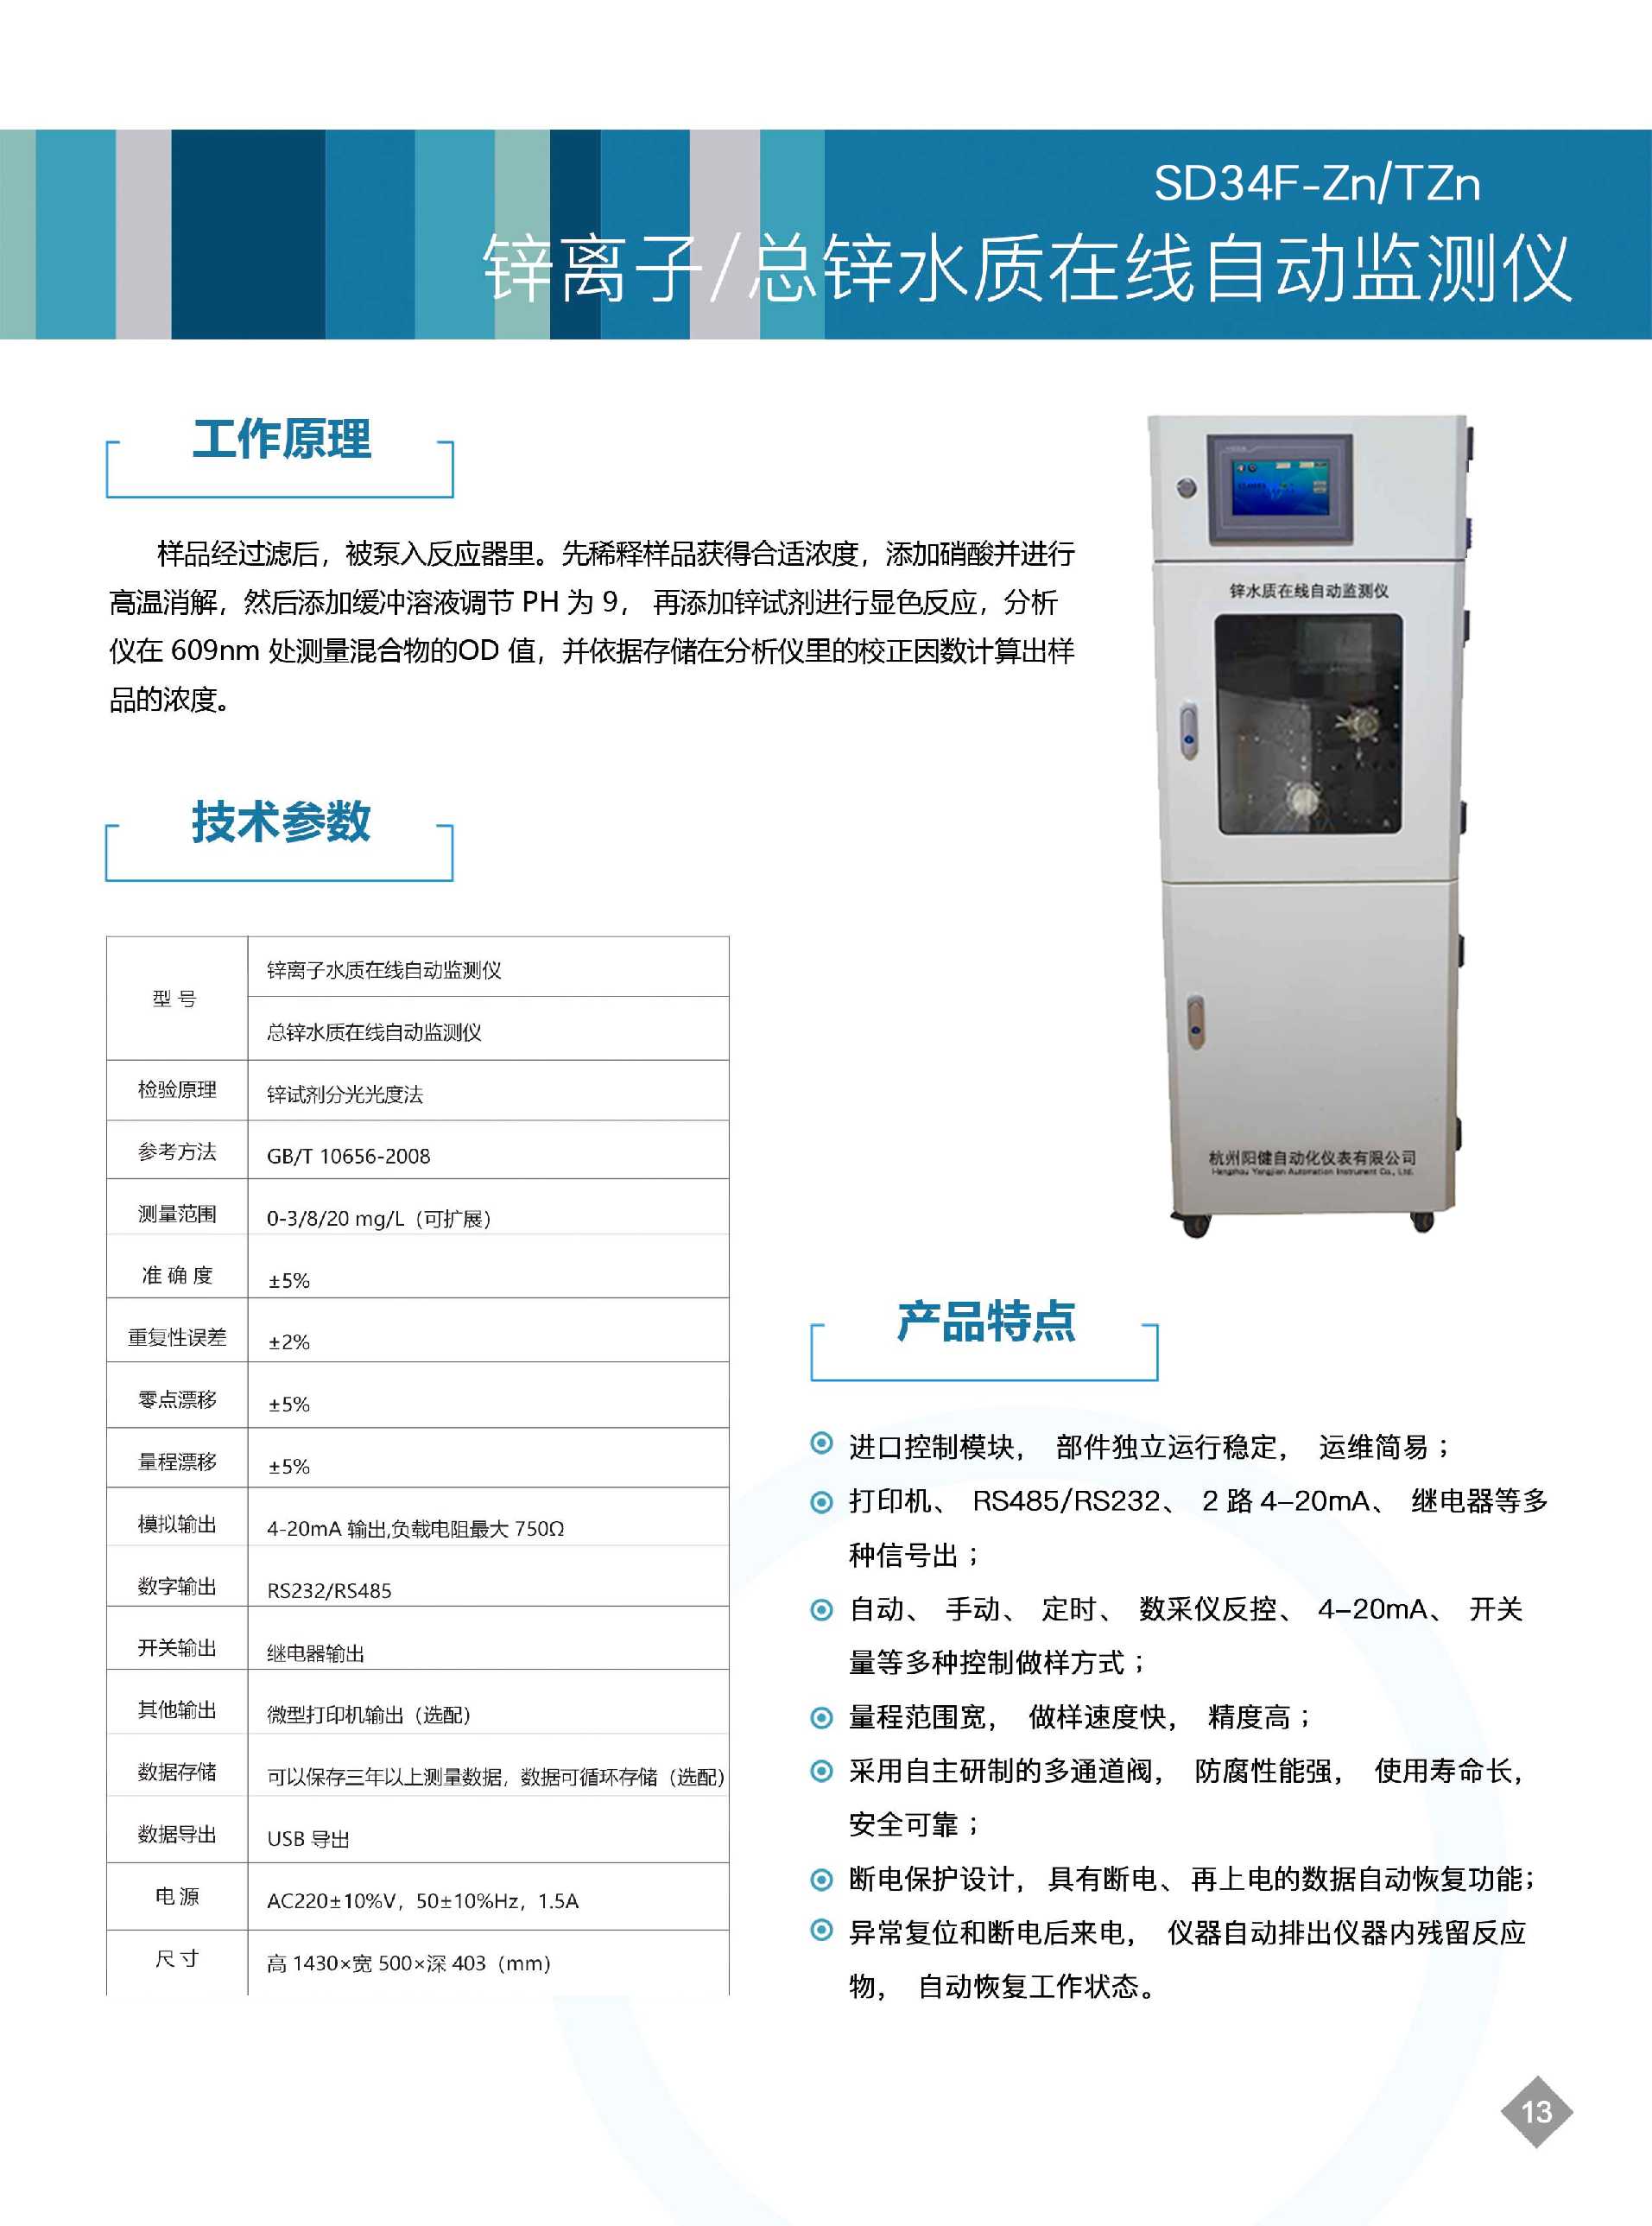 SD34F-Zn/TZn
锌离子/总锌水质在线自动监测仪
工作原理
样品经过滤后，被泵入反应器里。先稀释样品获得合适浓度，添加硝酸并进行
高温消解，然后添加缓冲溶液调节 PH 为 9， 再添加锌试剂进行显色反应，分析
仪在 609nm 处测量混合物的OD 值，并依据存储在分析仪里的校正因数计算出样
品的浓度。
锌水质在线自动监测仪
杭州阳健自动化仪表有限公司
Hangzhou Yangjian Automation Instrument Co., Ltd.
技术参数
型 号
锌离子水质在线自动监测仪
总锌水质在线自动监测仪
检验原理 锌试剂分光光度法
参考方法 GB/T 10656-2008
测量范围 0-3/8/20 mg/L（可扩展）
准 确 度 ±5%
重复性误差 ±2%
零点漂移 ±5%
量程漂移 ±5%
模拟输出 4-20mA 输出,负载电阻最大 750Ω
数字输出 RS232/RS485
开关输出 继电器输出
其他输出 微型打印机输出（选配）
数据存储 可以保存三年以上测量数据，数据可循环存储（选配）
数据导出 USB 导出
电 源 AC220±10%V，50±10%Hz，1.5A
尺 寸 高 1430×宽 500×深 403（mm）
产品特点
进口控制模块， 部件独立运行稳定， 运维简易；
打印机、 RS485/RS232、 2 路 4–20mA、 继电器等多
种信号出；
自动、 手动、 定时、 数采仪反控、 4–20mA、 开关
量等多种控制做样方式；
量程范围宽， 做样速度快， 精度高；
采用自主研制的多通道阀， 防腐性能强， 使用寿命长，
安全可靠；
断电保护设计，具有断电、再上电的数据自动恢复功能；
异常复位和断电后来电， 仪器自动排出仪器内残留反应
物， 自动恢复工作状态。
13